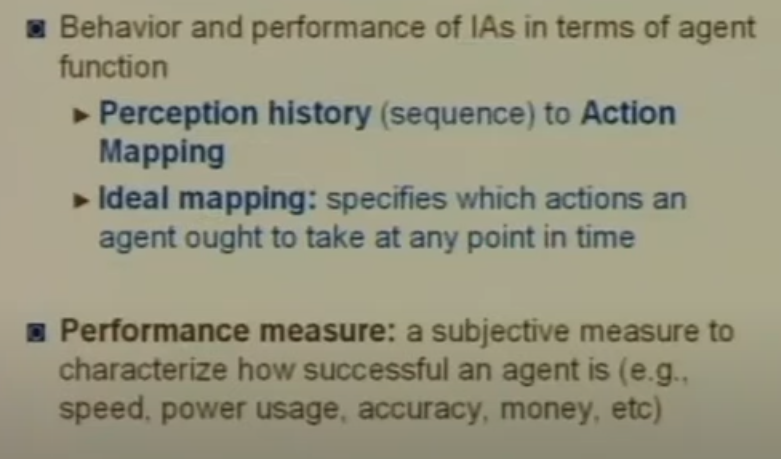 Behavior and performance of IAs in terms of agent
function
Perception history (sequence) to Action
Mapping
Ideal mapping: specifies which actions an
agent ought to take at any point in time
Performance measure: a subjective measure to
characterize how successful an agent is (e.g.,
speed, power usage, accuracy, money, etc)